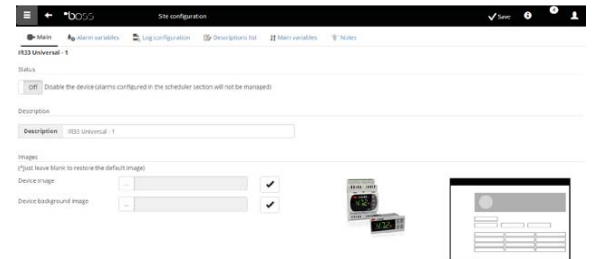 boss Site configuration Save 4
Main Alarm variables Log configuration Descriptions list Main variables Notes
IR33 Universal - 1
Status
Off Disable the device (alarms configured in the scheduler section will not be managed)
Description
Description IR33 Universal - 1
Images
(*Just leave blank to restore the default image)
Device image ...
Device background image ...